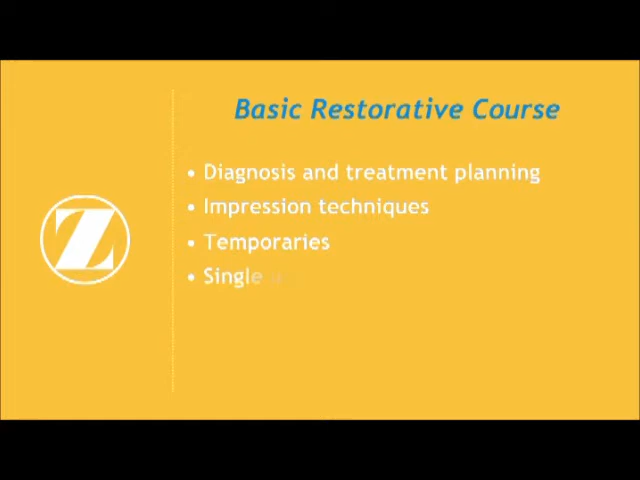 Z
Basic Restorative Course
• Diagnosis and treatment planning
• Impression techniques
• Temporaries
• Single